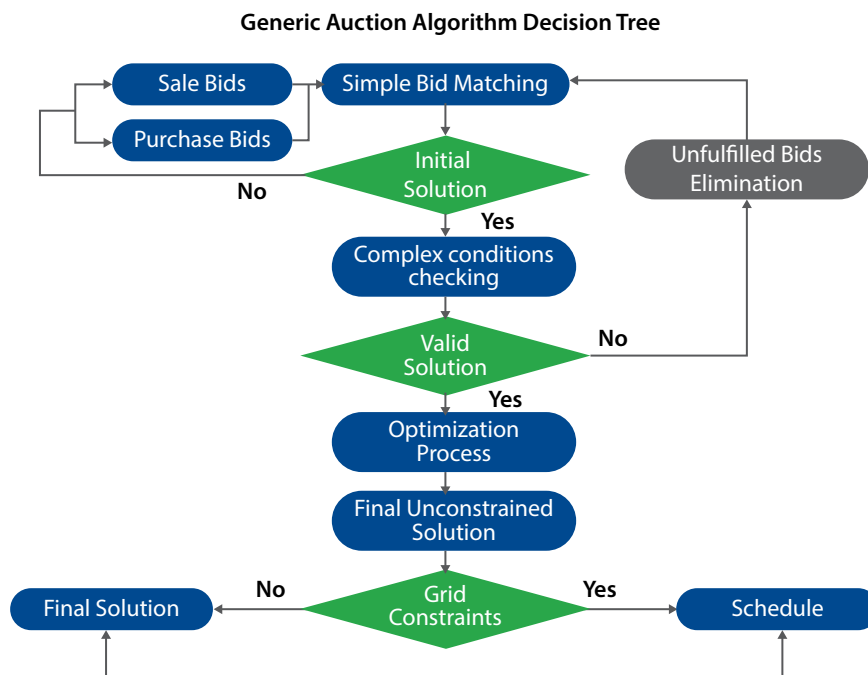 Generic Auction Algorithm Decision Tree
Sale Bids
Simple Bid Matching
Purchase Bids
Initial
Solution
Unfulfilled Bids
Elimination
No
Yes
Complex conditions
checking
Valid
Solution
No
Yes
Optimization
Process
Final Unconstrained
Solution
Grid
Constraints
No
Yes
Final Solution
Schedule